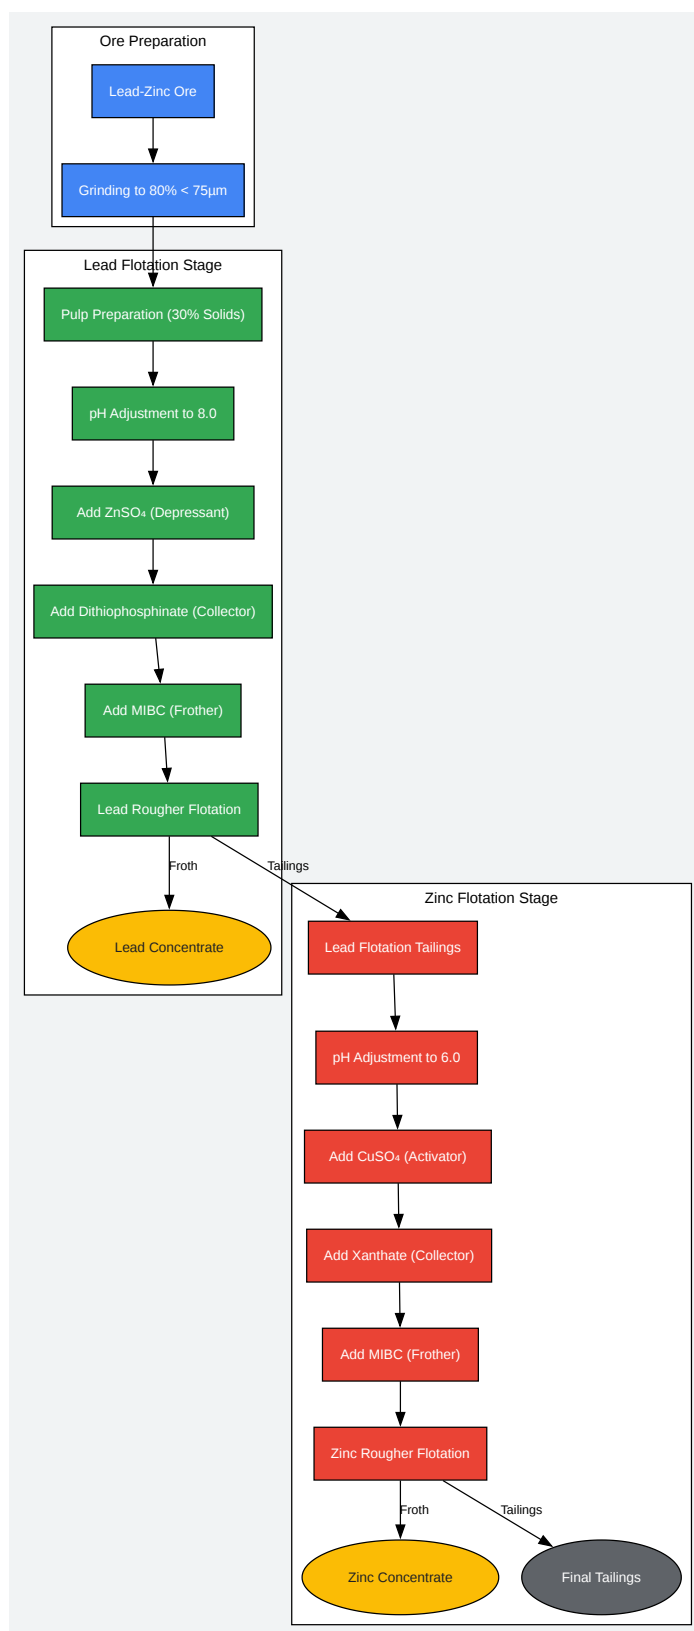 Ore Preparation
Lead-Zinc Ore
Grinding to 80% < 75µm
Lead Flotation Stage
Pulp Preparation (30% Solids)
pH Adjustment to 8.0
Add ZnSO₄ (Depressant)
Add Dithiophosphinate (Collector)
Add MIBC (Frother)
Lead Rougher Flotation
Froth
Tailings
Lead Concentrate
Zinc Flotation Stage
Lead Flotation Tailings
pH Adjustment to 6.0
Add CuSO₄ (Activator)
Add Xanthate (Collector)
Add MIBC (Frother)
Zinc Rougher Flotation
Froth
Tailings
Zinc Concentrate
Final Tailings